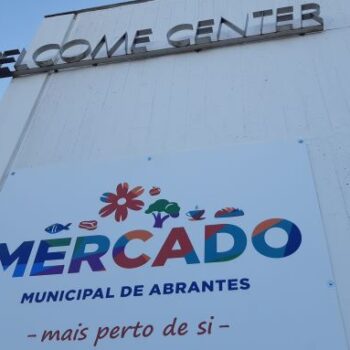 ELCOME CENTER
MERCADO
MUNICIPAL DE ABRANTES
- mais perto de si -